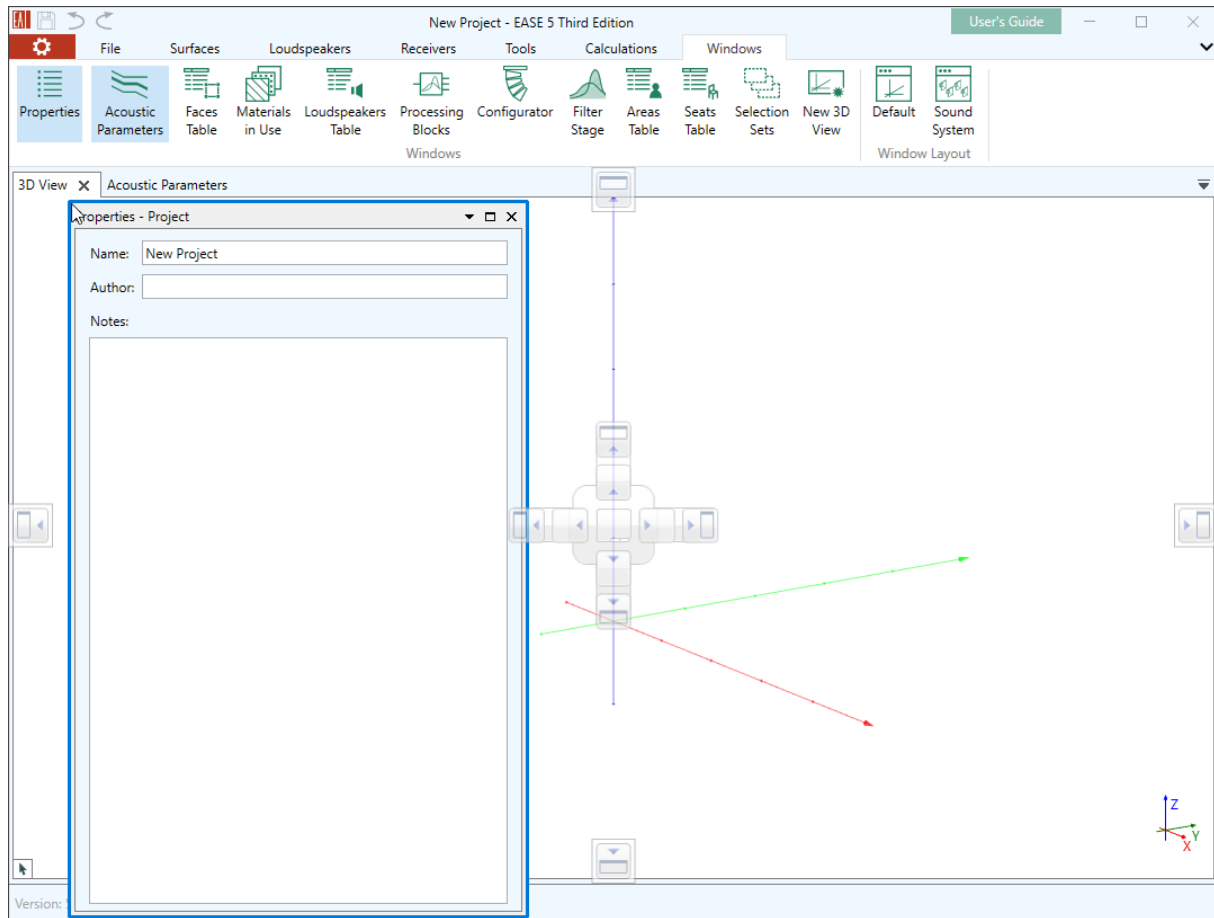 New Project - EASE 5 Third Edition
User's Guide
File Surfaces Loudspeakers Receivers Tools Calculations Windows
Properties
Acoustic Parameters
Faces Table
Materials in Use
Loudspeakers Table
Processing Blocks
Configurator
Filter Stage
Areas Table
Seats Table
Selection Sets
New 3D View
Default
Sound System
Windows
Window Layout
3D View Acoustic Parameters
Properties - Project
Name: New Project
Author:
Notes:
Z
Y
X
Version: